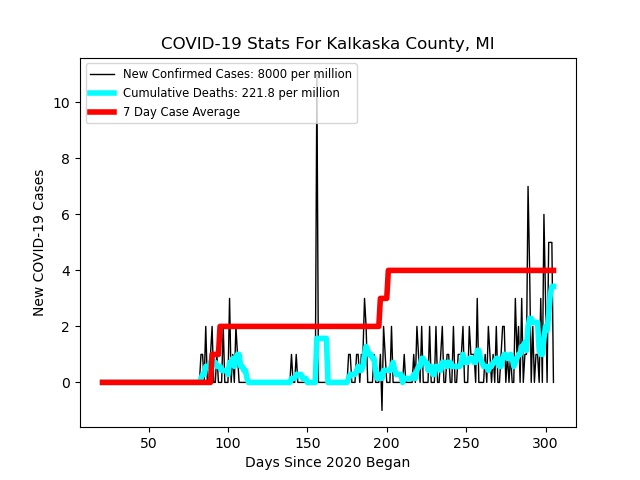 COVID-19 Stats For Kalkaska County, MI
New Confirmed Cases: 8000 per million
Cumulative Deaths: 221.8 per million
7 Day Case Average
New COVID-19 Cases
10
8
6
4
2
0
50 100 150 200 250 300
Days Since 2020 Began